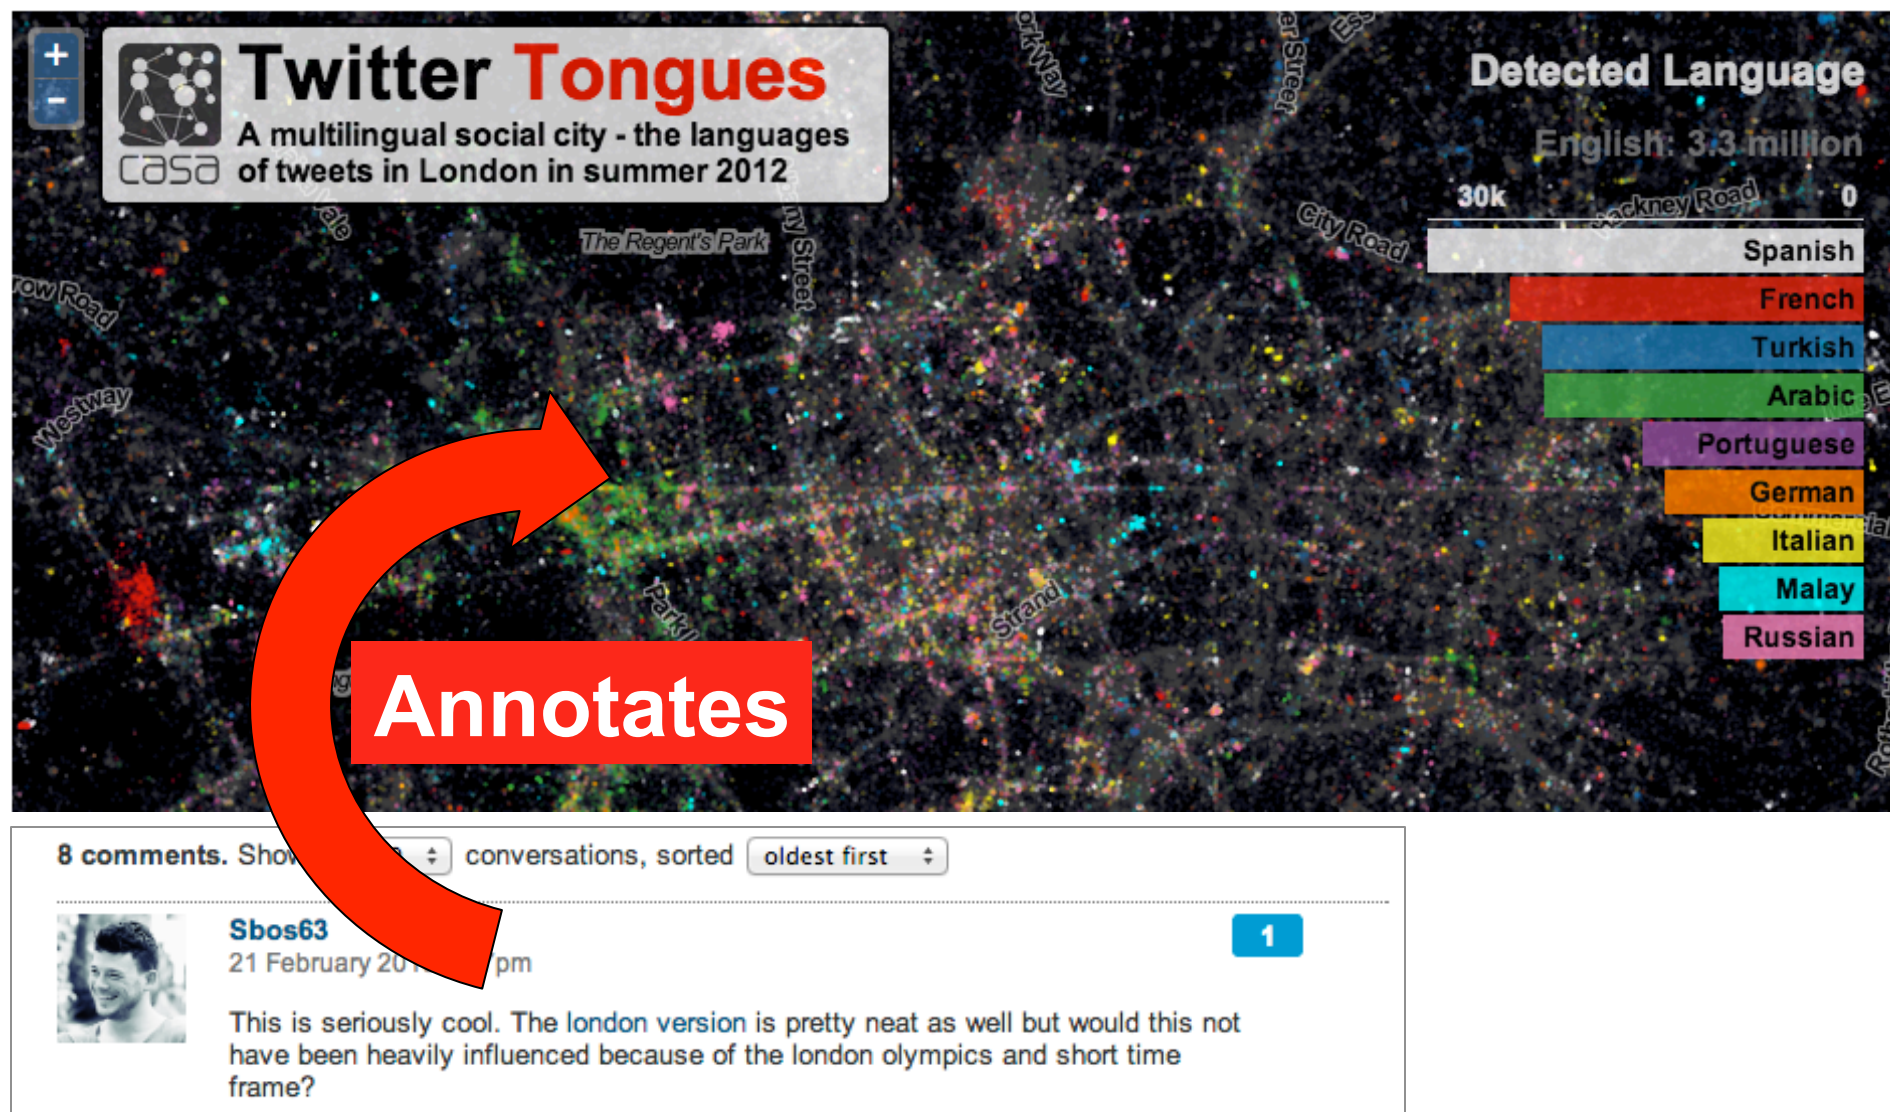 +
-
casa
Twitter Tongues
A multilingual social city - the languages
of tweets in London in summer 2012
Detected Language
English: 3.3 million
30k 0
Spanish
French
Turkish
Arabic
Portuguese
German
Italian
Malay
Russian
The Regent's Park
City Road
Hackney Road
Westway
Strand
Annotates
8 comments.
conversations, sorted oldest first
Sbos63
21 February
pm
1
This is seriously cool. The london version is pretty neat as well but would this not
have been heavily influenced because of the london olympics and short time
frame?